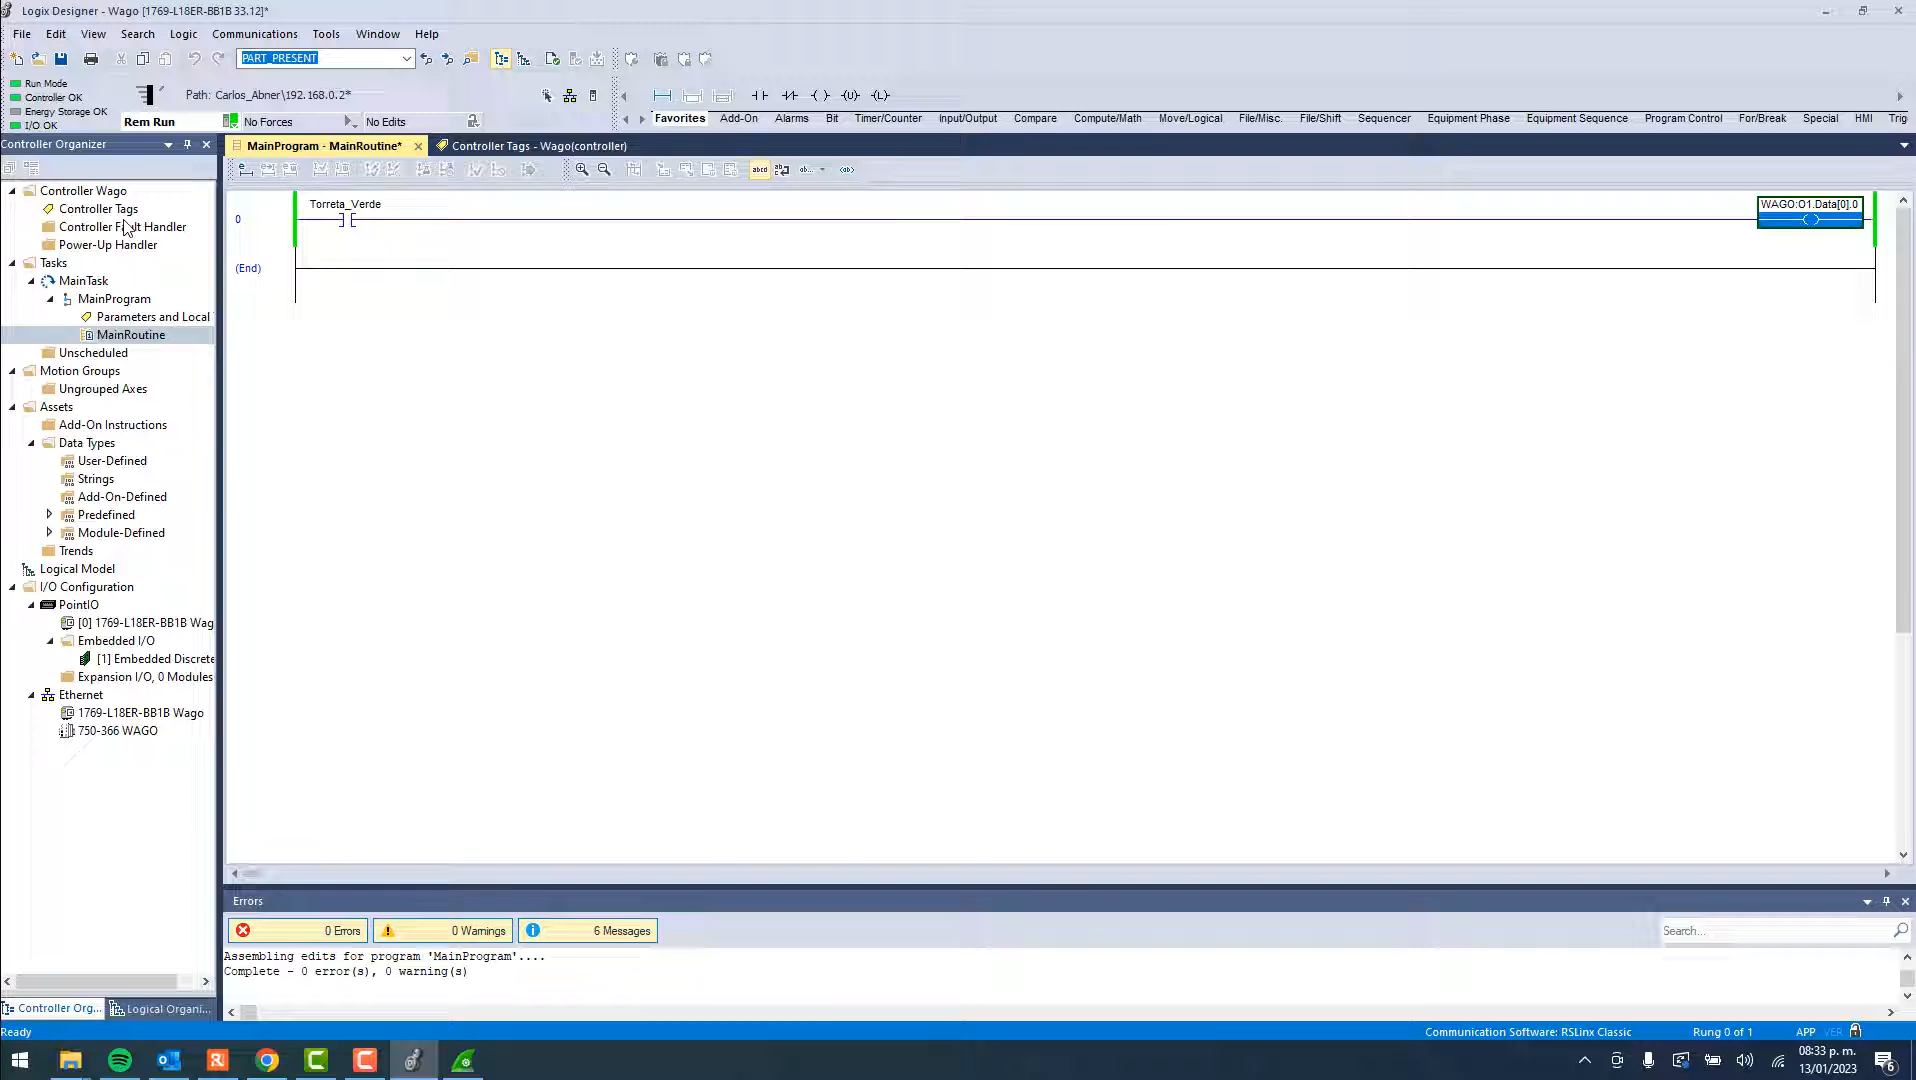 Logix Designer - Wago [1769-L18ER-BB1B 33.12]*
File Edit View Search Logic Communications Tools Window Help
PART_PRESENT
Run Mode
Controller OK
Energy Storage OK
I/O OK
Path: Carlos_Abner\192.168.0.2*
Rem Run No Forces No Edits
Favorites Add-On Alarms Bit Timer/Counter Input/Output Compare Compute/Math Move/Logical File/Misc. File/Shift Sequencer Equipment Phase Equipment Sequence Program Control For/Break Special HMI Trig
Controller Organizer
MainProgram - MainRoutine*
Controller Tags - Wago(controller)
Controller Wago
Controller Tags
Controller Fault Handler
Power-Up Handler
Tasks
MainTask
MainProgram
Parameters and Local
MainRoutine
Unscheduled
Motion Groups
Ungrouped Axes
Assets
Add-On Instructions
Data Types
User-Defined
Strings
Add-On-Defined
Predefined
Module-Defined
Trends
Logical Model
I/O Configuration
PointIO
[0] 1769-L18ER-BB1B Wag
Embedded I/O
[1] Embedded Discrete
Expansion I/O, 0 Modules
Ethernet
1769-L18ER-BB1B Wago
750-366 WAGO
Controller Org... Logical Organi...
Torreta_Verde
WAGO:O1.Data[0].0
0
(End)
Errors
0 Errors 0 Warnings 6 Messages
Search...
Assembling edits for program 'MainProgram'....
Complete - 0 error(s), 0 warning(s)
Ready
Communication Software: RSLinx Classic Rung 0 of 1 APP VER
08:33 p. m.
13/01/2023
6